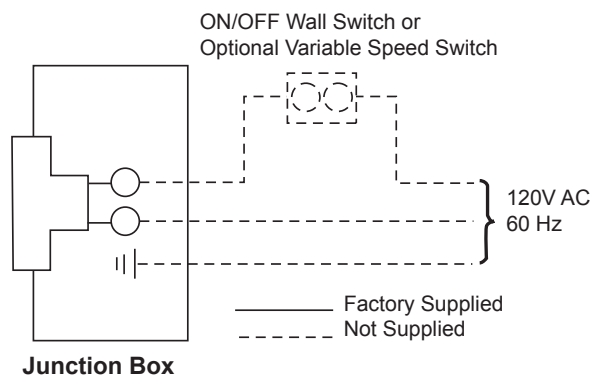 ON/OFF Wall Switch or
Optional Variable Speed Switch
120V AC
60 Hz
Factory Supplied
Not Supplied
Junction Box